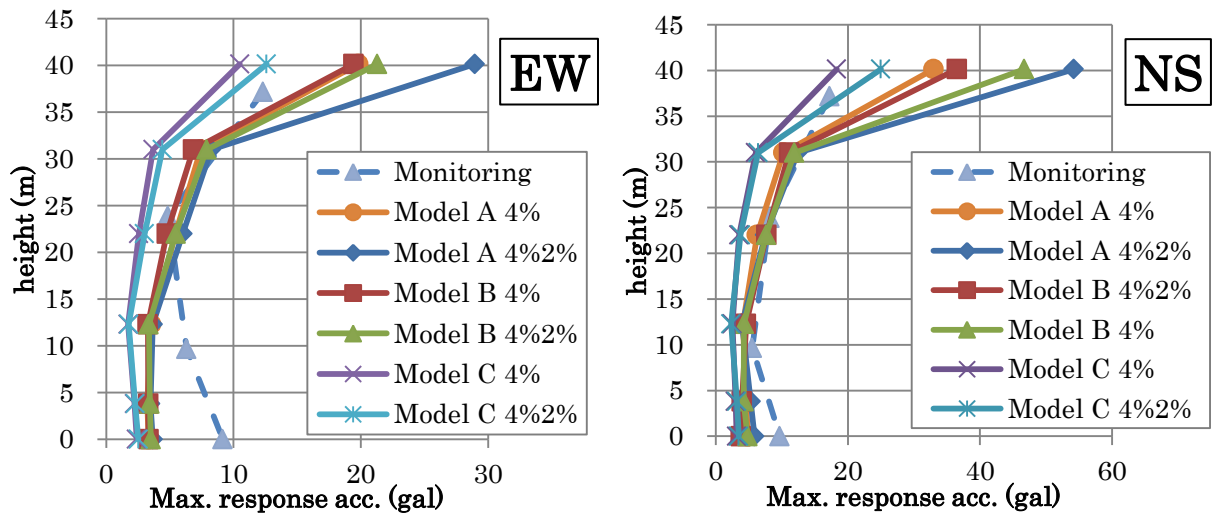 45
40
35
30
25
20
15
10
5
0
height (m)
0
10
20
30
Max. response acc. (gal)
EW
Monitoring
Model A 4%
Model A 4%2%
Model B 4%
Model B 4%2%
Model C 4%
Model C 4%2%
45
40
35
30
25
20
15
10
5
0
height (m)
0
20
40
60
Max. response acc. (gal)
NS
Monitoring
Model A 4%
Model A 4%2%
Model B 4%2%
Model B 4%
Model C 4%
Model C 4%2%